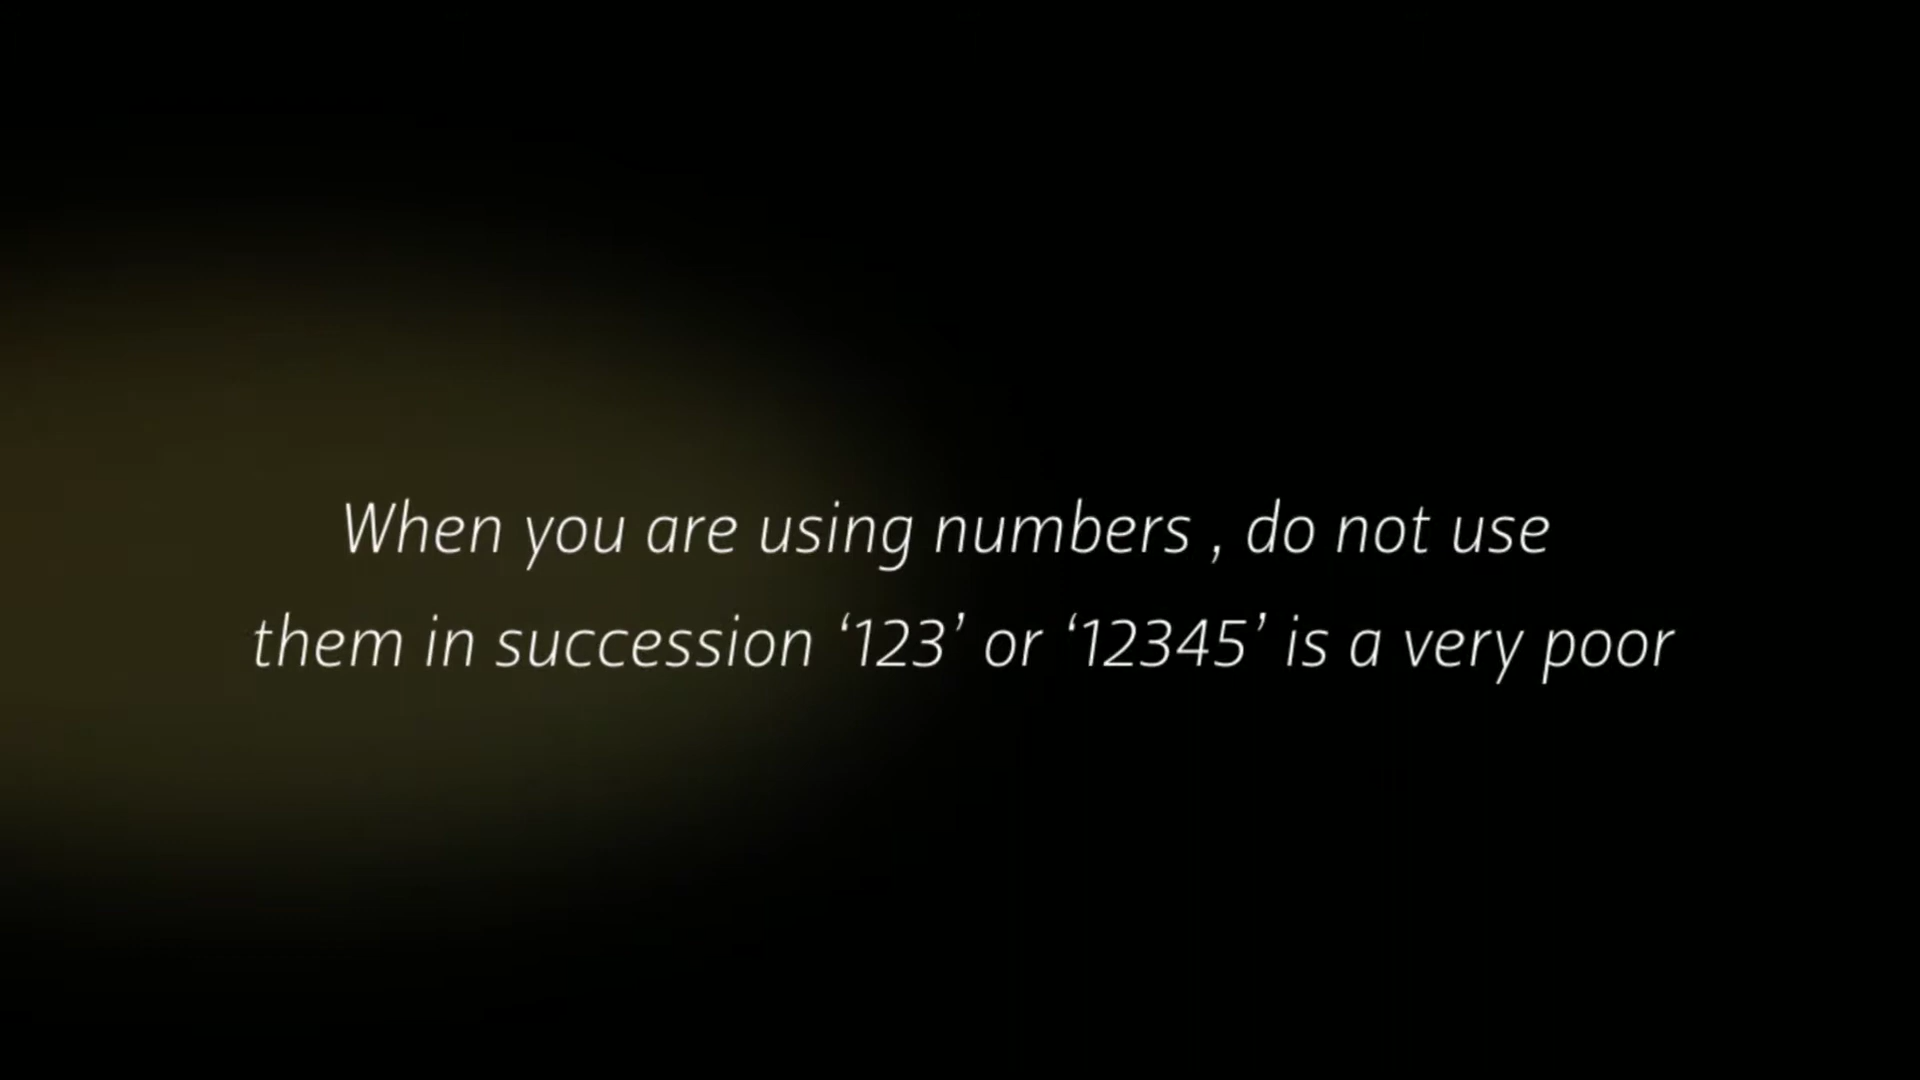 When you are using numbers , do not use
them in succession ‘123’ or ‘12345’ is a very poor